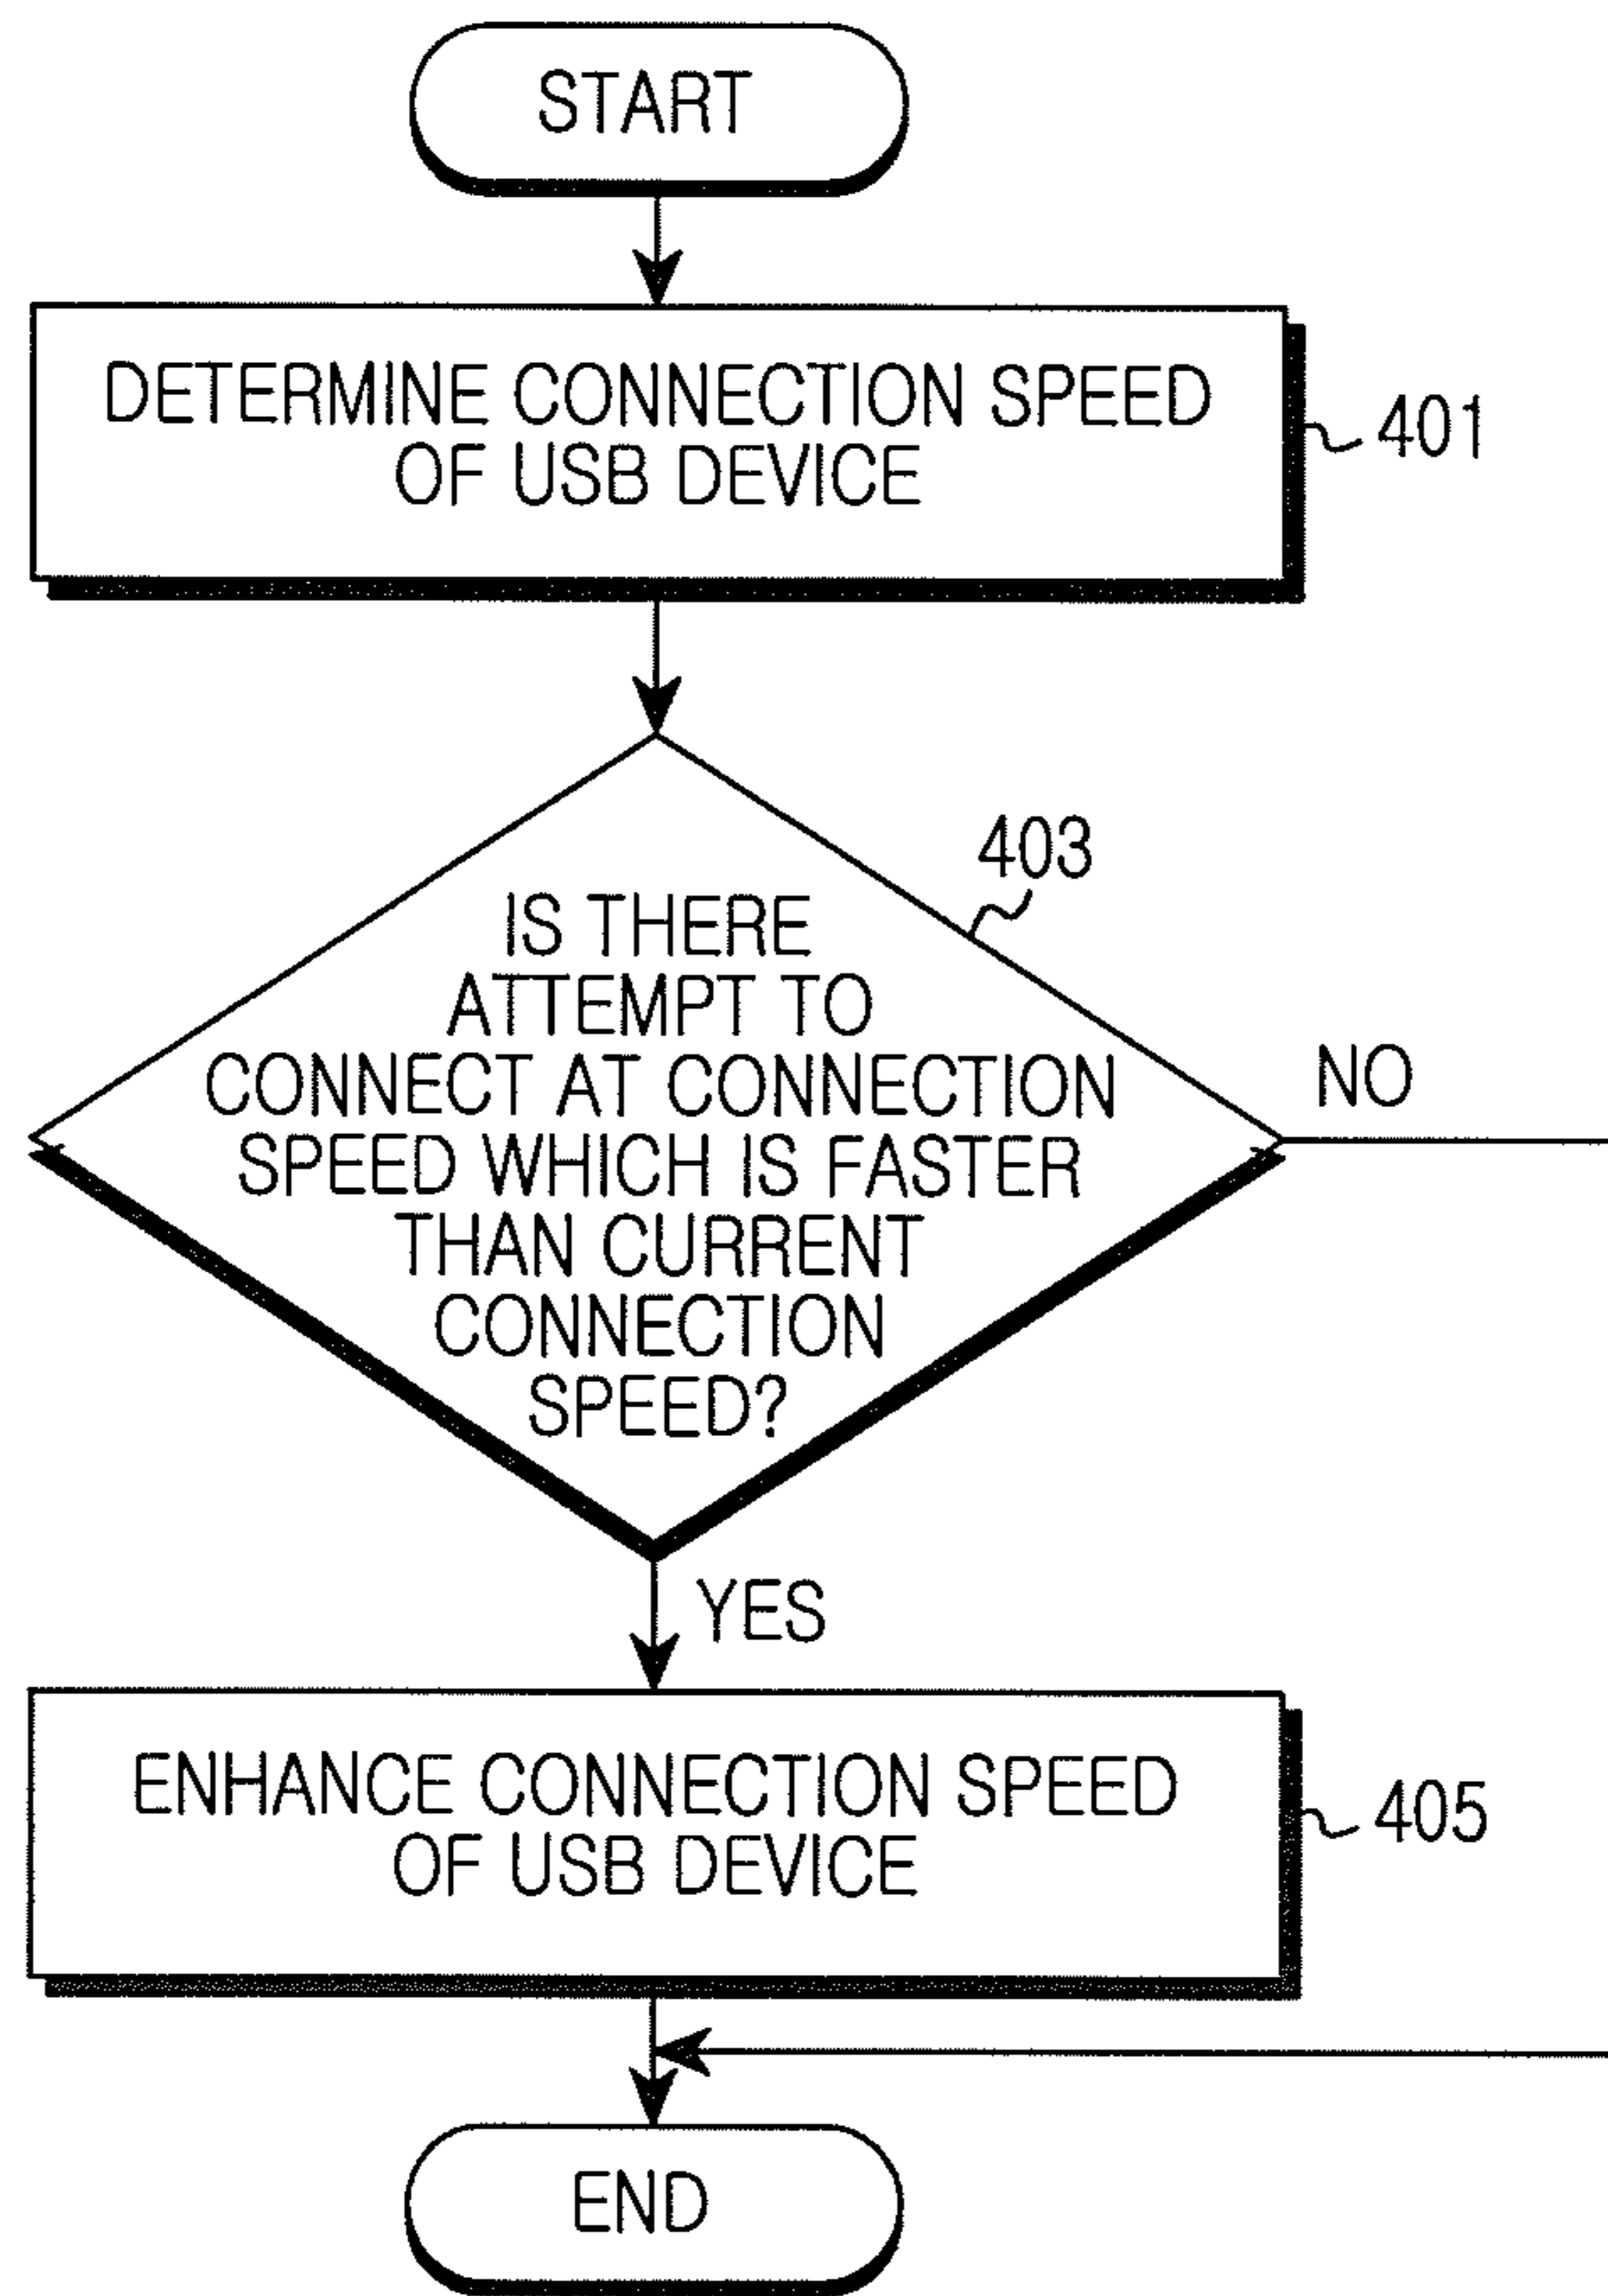 START
DETERMINE CONNECTION SPEED
OF USB DEVICE
401
403
IS THERE
ATTEMPT TO
CONNECT AT CONNECTION
SPEED WHICH IS FASTER
THAN CURRENT
CONNECTION
SPEED?
NO
YES
ENHANCE CONNECTION SPEED
OF USB DEVICE
405
END